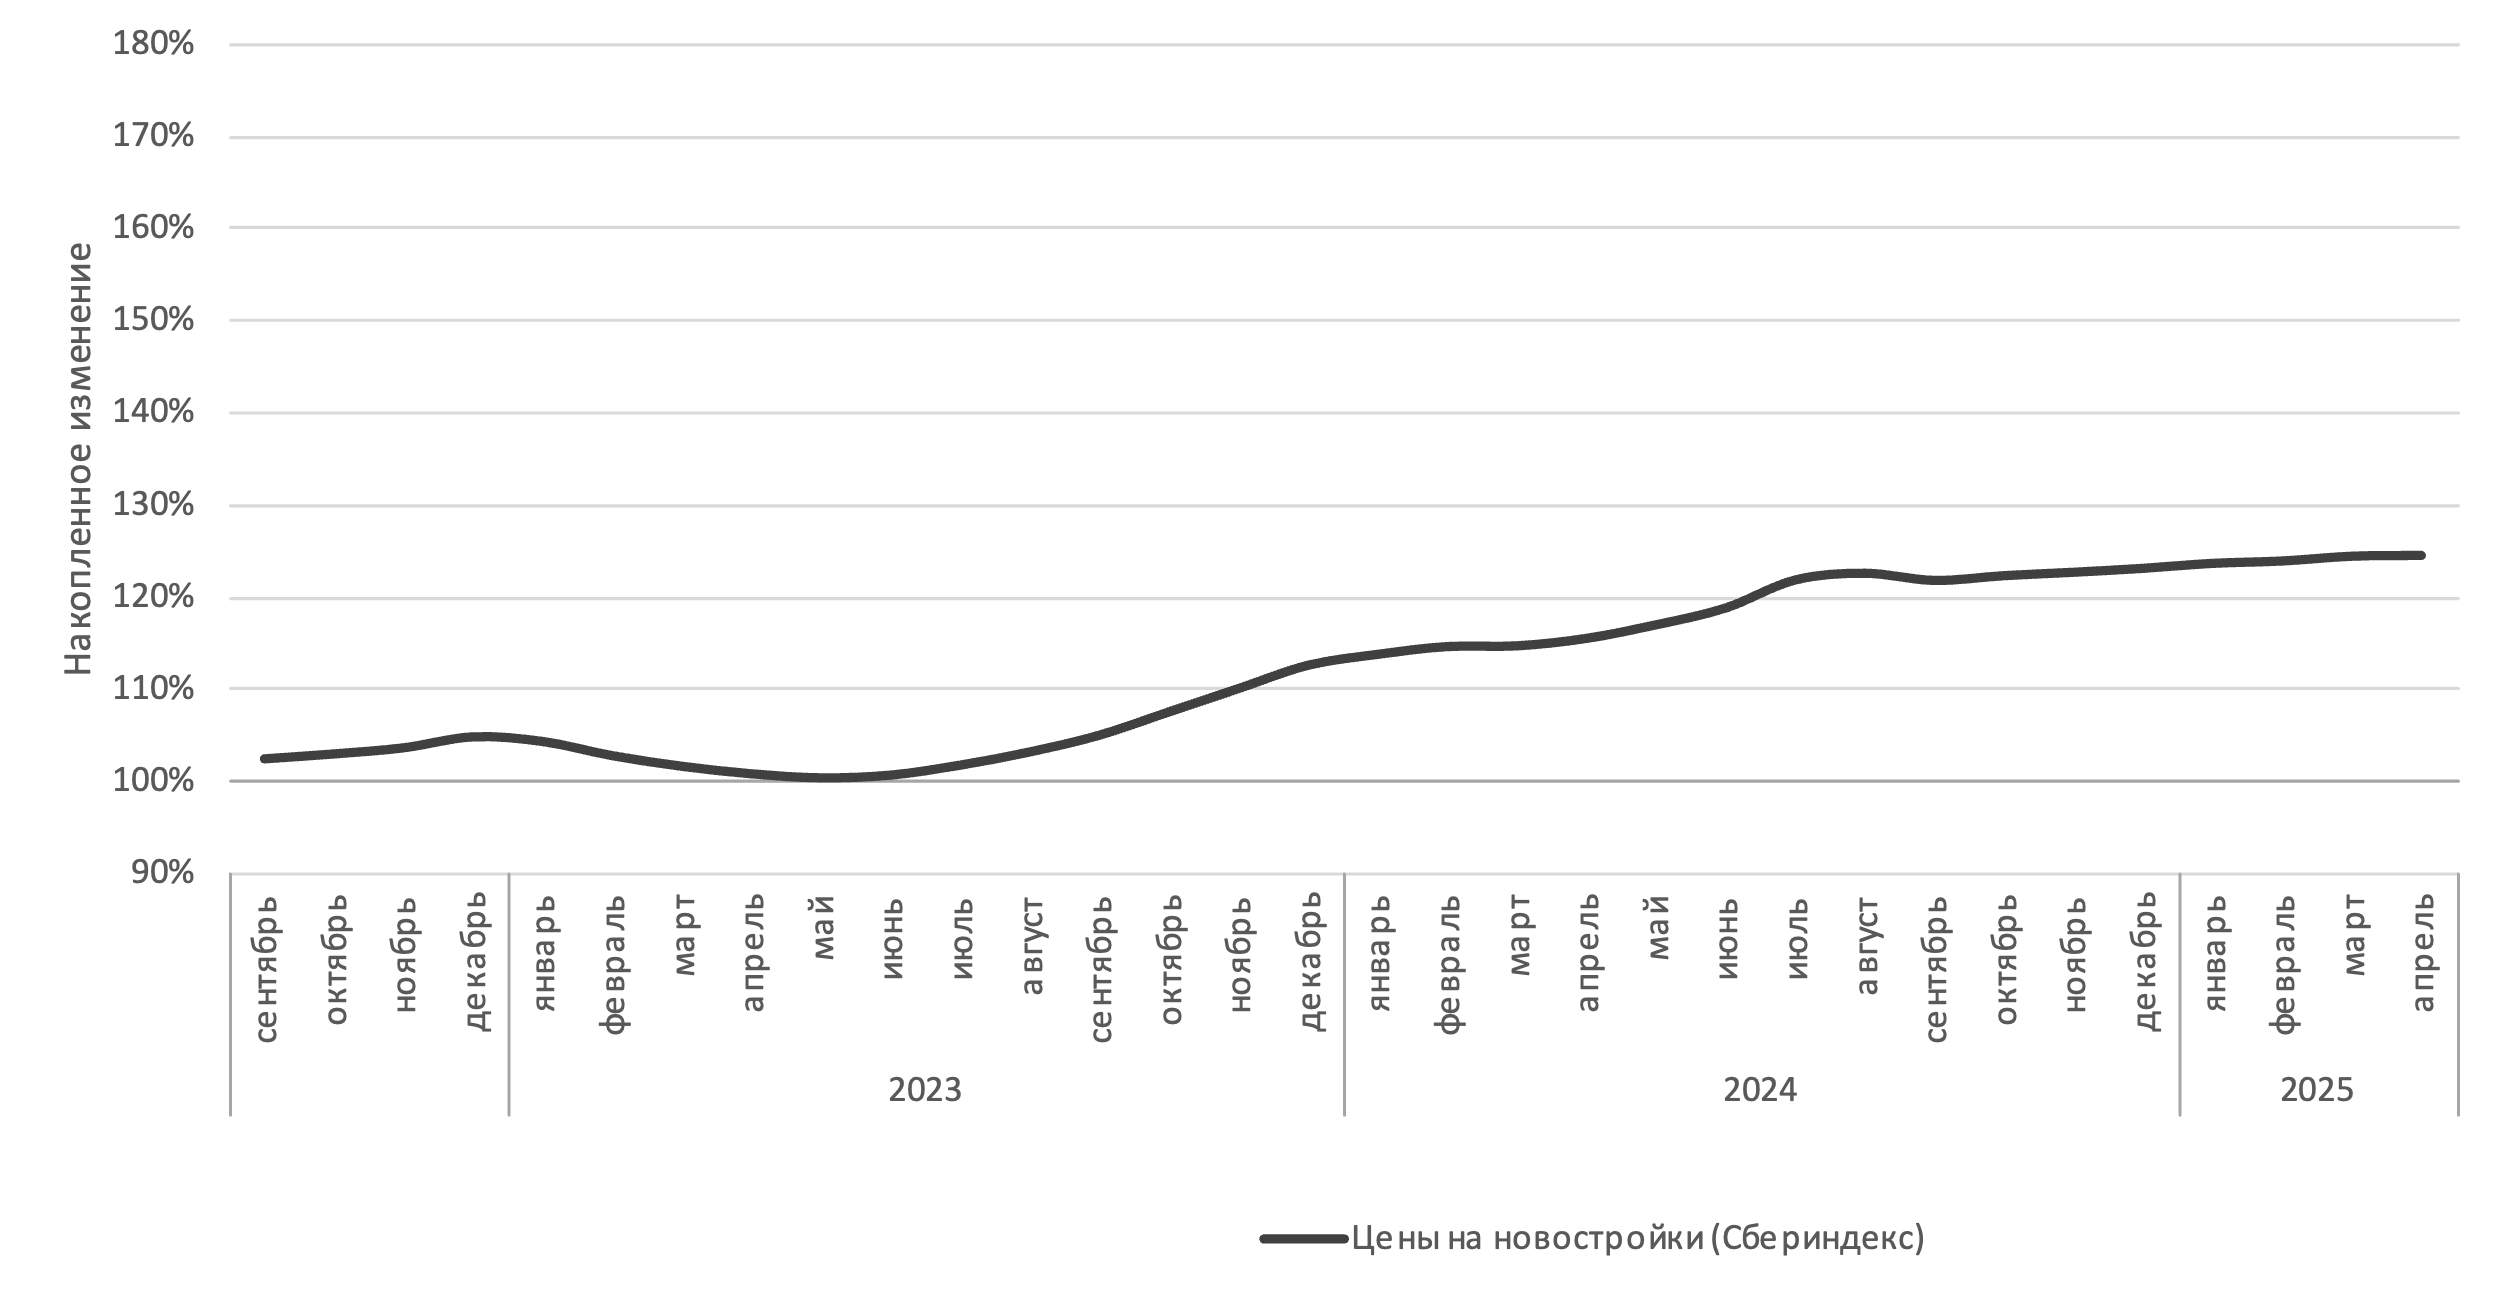 180%
170%
160%
150%
140%
130%
120%
110%
100%
90%
Накопленное изменение
сентябрь
октябрь
ноябрь
декабрь
январь
февраль
март
апрель
май
июнь
июль
август
сентябрь
октябрь
ноябрь
декабрь
январь
февраль
март
апрель
май
июнь
июль
август
сентябрь
октябрь
ноябрь
декабрь
январь
февраль
март
апрель
2023
2024
2025
Цены на новостройки (Сбериндекс)